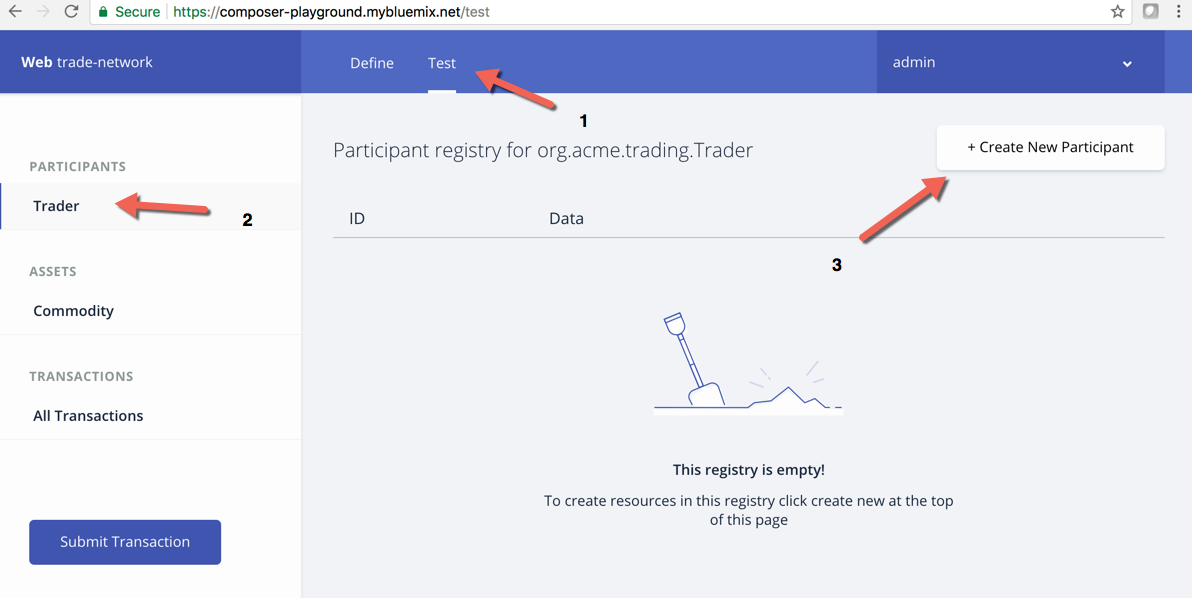 Secure https://composer-playground.mybluemix.net/test
Web trade-network
Define Test
admin
1
PARTICIPANTS
Trader
2
ASSETS
Commodity
TRANSACTIONS
All Transactions
Submit Transaction
Participant registry for org.acme.trading.Trader
+ Create New Participant
3
ID Data
This registry is empty!
To create resources in this registry click create new at the top
of this page